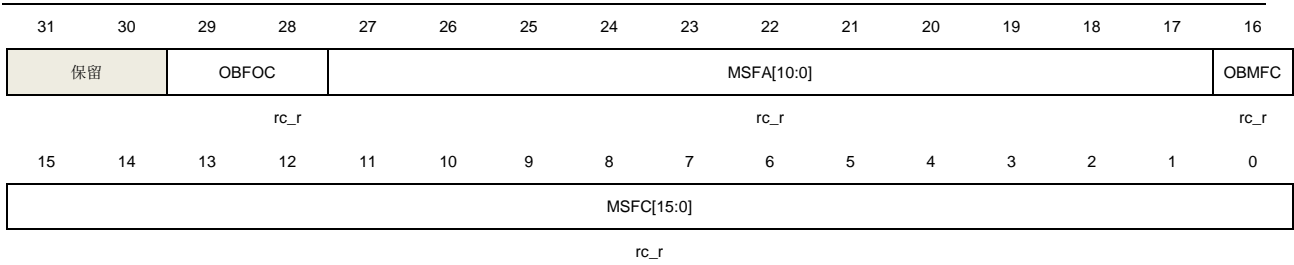 31 30 29 28 27 26 25 24 23 22 21 20 19 18 17 16
保留 OBFOC MSFA[10:0] OBMFC
rc_r rc_r rc_r
15 14 13 12 11 10 9 8 7 6 5 4 3 2 1 0
MSFC[15:0]
rc_r